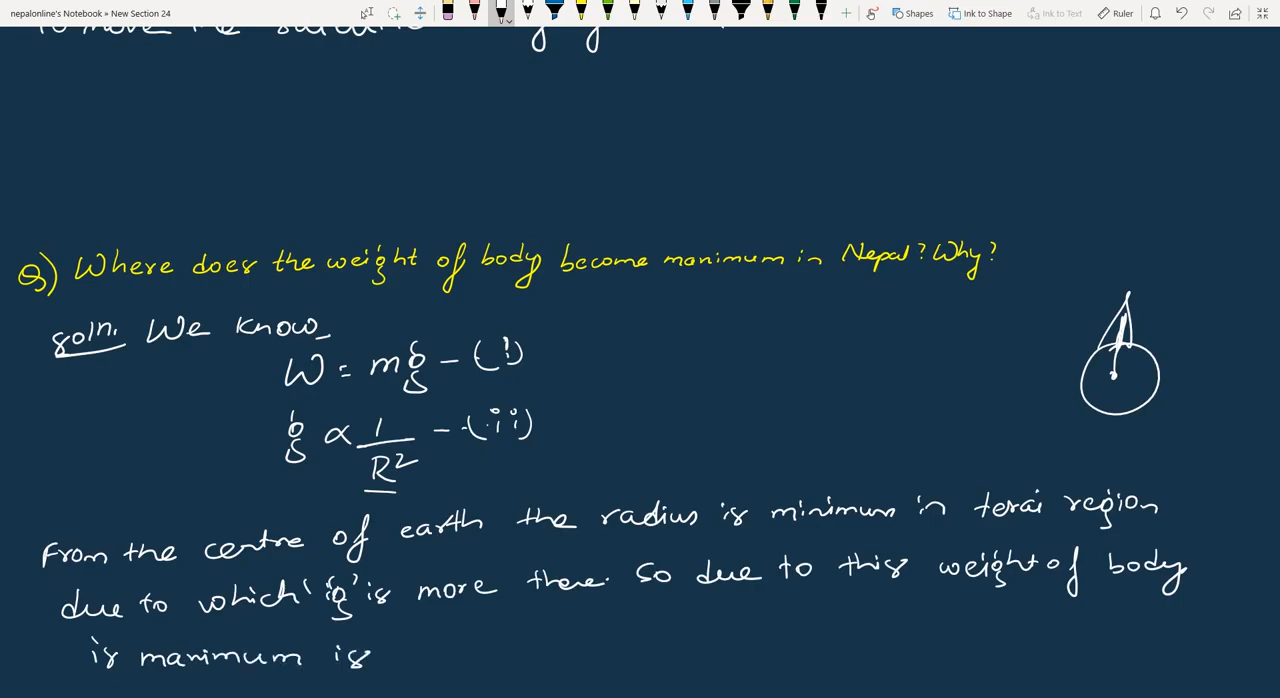 nepalonline's Notebook » New Section 24
Shapes Ink to Shape Ink to Text Ruler
to move the
Q) Where does the weight of body become maximum in Nepal? Why?
soln. We know
W = mg - (i)
g ∝ 1/R² - (ii)
From the centre of earth the radius is minimum in terai region
due to which 'g' is more there. So due to this weight of body
is maximum is